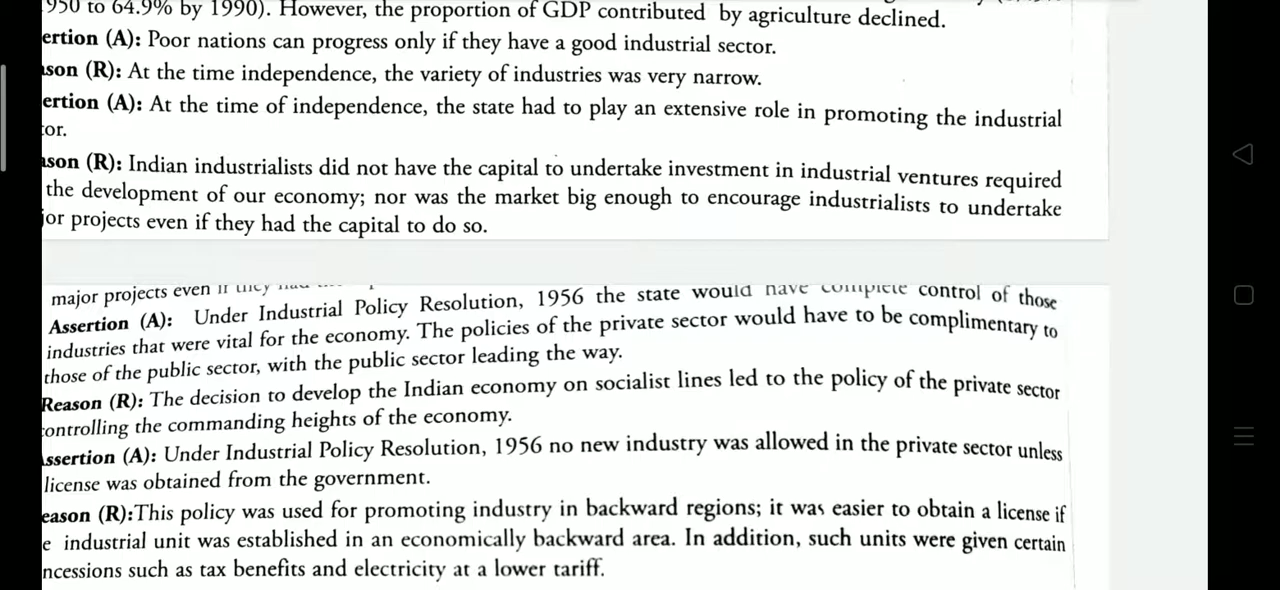 950 to 64.9% by 1990). However, the proportion of GDP contributed by agriculture declined.
ertion (A): Poor nations can progress only if they have a good industrial sector.
son (R): At the time independence, the variety of industries was very narrow.
ertion (A): At the time of independence, the state had to play an extensive role in promoting the industrial
or.
son (R): Indian industrialists did not have the capital to undertake investment in industrial ventures required
the development of our economy; nor was the market big enough to encourage industrialists to undertake
jor projects even if they had the capital to do so.
major projects even if they had
Assertion (A): Under Industrial Policy Resolution, 1956 the state would have complete control of those
industries that were vital for the economy. The policies of the private sector would have to be complimentary to
those of the public sector, with the public sector leading the way.
Reason (R): The decision to develop the Indian economy on socialist lines led to the policy of the private sector
controlling the commanding heights of the economy.
ssertion (A): Under Industrial Policy Resolution, 1956 no new industry was allowed in the private sector unless
license was obtained from the government.
eason (R):This policy was used for promoting industry in backward regions; it was easier to obtain a license if
e industrial unit was established in an economically backward area. In addition, such units were given certain
ncessions such as tax benefits and electricity at a lower tariff.